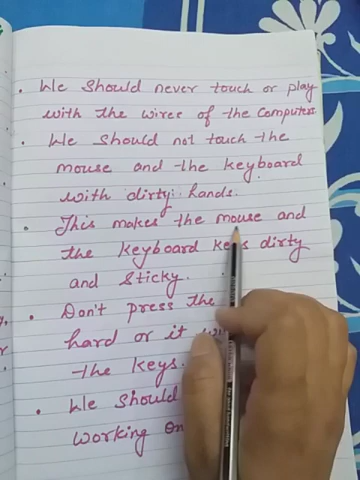 . We should never touch or play
with the wires of the computer.
. We should not touch the
mouse and the keyboard
with dirty hands.
. This makes the mouse and
the keyboard keys dirty
and sticky.
. Don't press the
hard or it
the keys.
. We should
working on